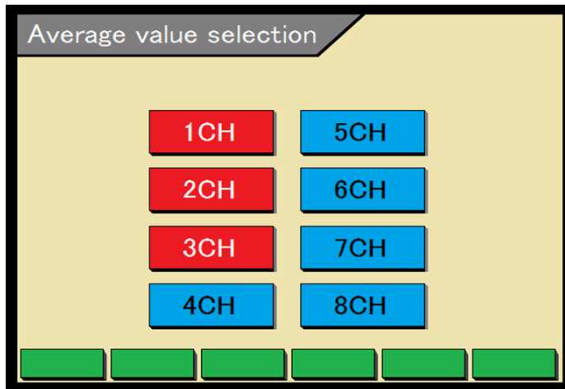 Average value selection
1CH
5CH
2CH
6CH
3CH
7CH
4CH
8CH